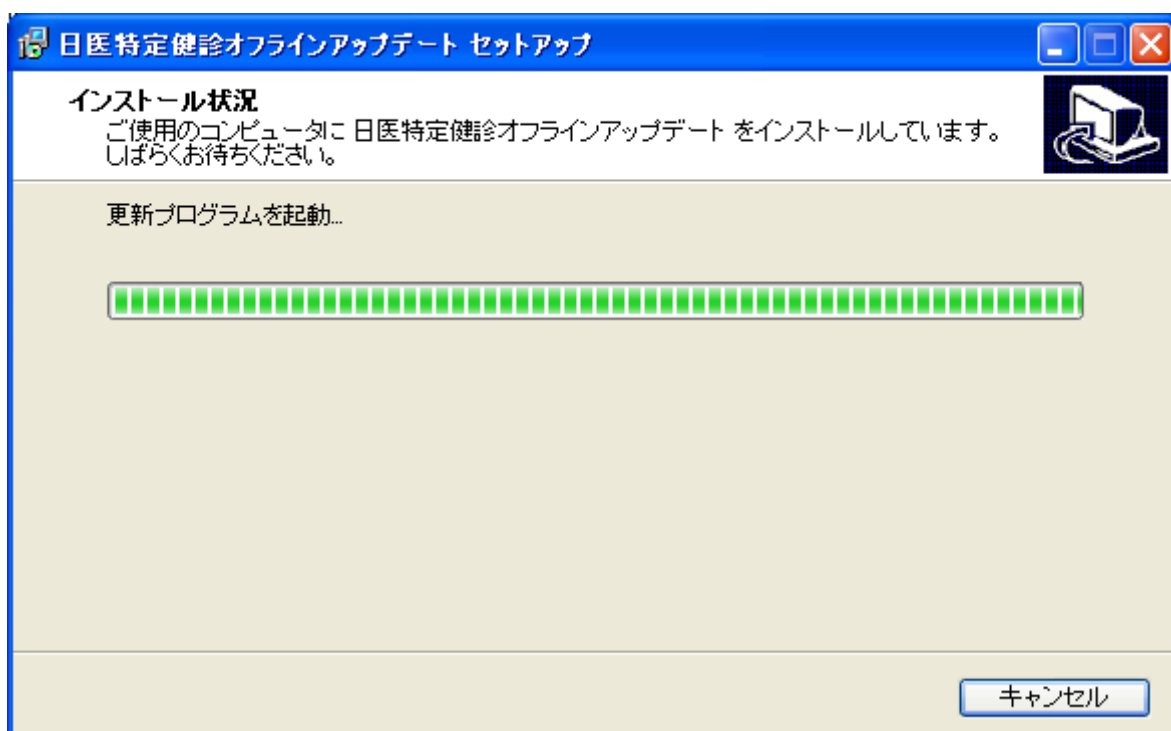 日医特定健診オフラインアップデート セットアップ
インストール状況
ご使用のコンピュータに 日医特定健診オフラインアップデート をインストールしています。
しばらくお待ちください。
更新プログラムを起動...
キャンセル